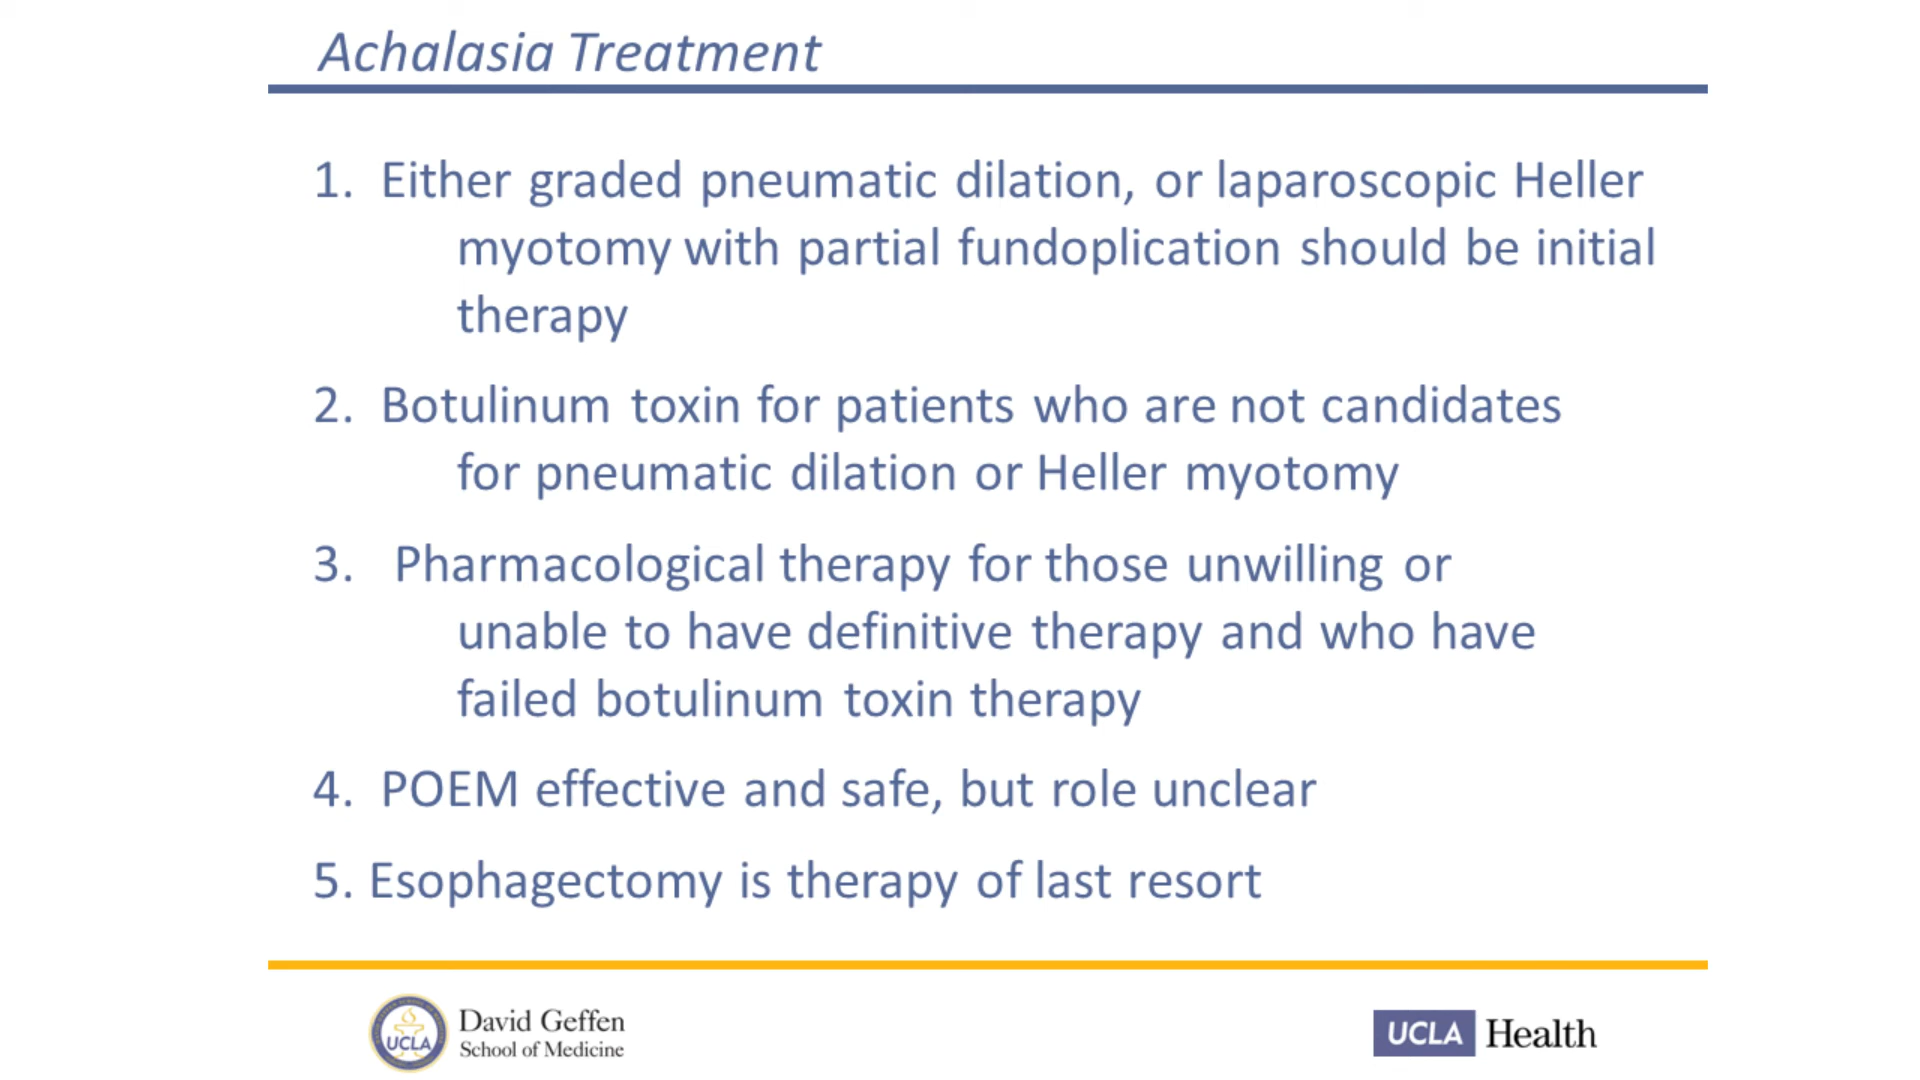 Achalasia Treatment
1. Either graded pneumatic dilation, or laparoscopic Heller
myotomy with partial fundoplication should be initial
therapy
2. Botulinum toxin for patients who are not candidates
for pneumatic dilation or Heller myotomy
3. Pharmacological therapy for those unwilling or
unable to have definitive therapy and who have
failed botulinum toxin therapy
4. POEM effective and safe, but role unclear
5. Esophagectomy is therapy of last resort
UCLA
David Geffen
School of Medicine
UCLA Health